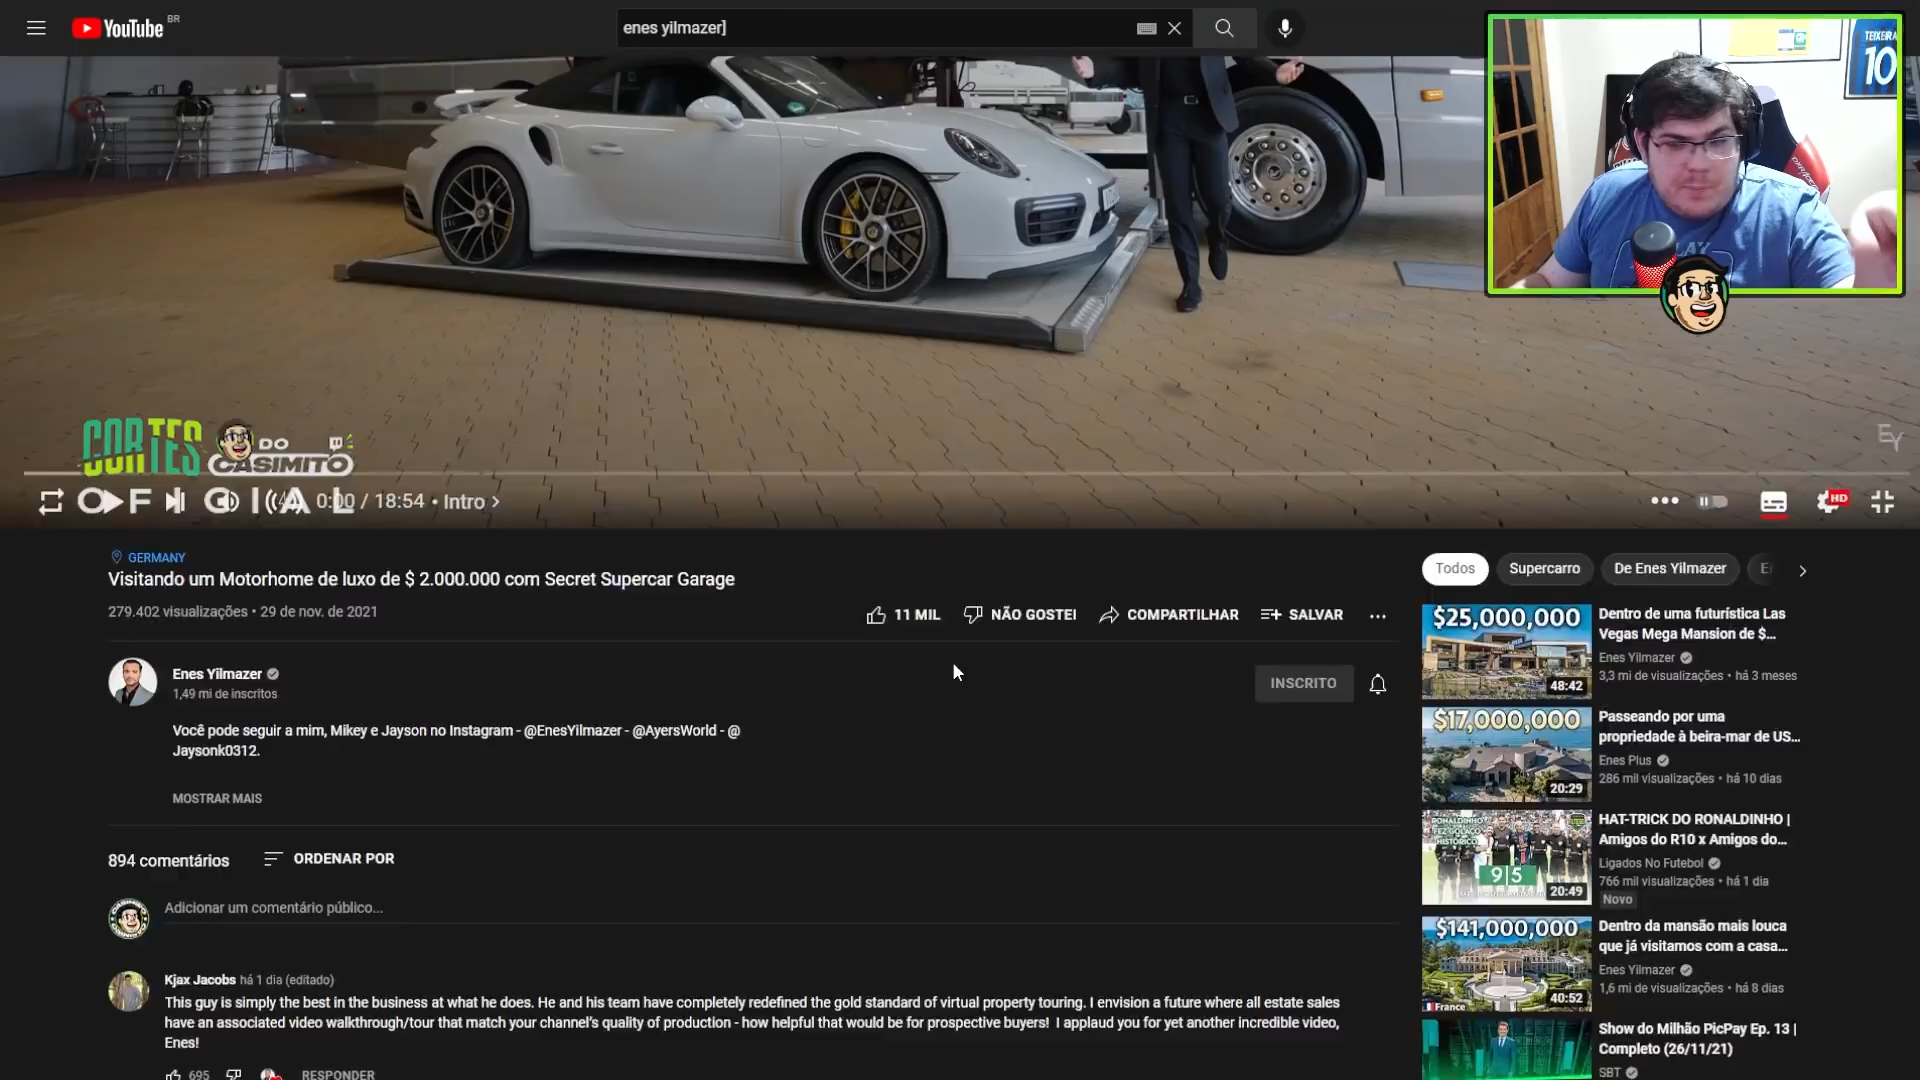 YouTube BR
enes yilmazer]
TEIXEIRA
10
EY
CORTES DO CASIMITO
OFICIAL
0:00 / 18:54 • Intro
HD
GERMANY
Visitando um Motorhome de luxo de $ 2.000.000 com Secret Supercar Garage
279.402 visualizações • 29 de nov. de 2021
11 MIL
NÃO GOSTEI
COMPARTILHAR
SALVAR
Enes Yilmazer
1,49 mi de inscritos
INSCRITO
Você pode seguir a mim, Mikey e Jayson no Instagram - @EnesYilmazer - @AyersWorld - @
Jaysonk0312.
MOSTRAR MAIS
894 comentários
ORDENAR POR
Adicionar um comentário público...
Kjax Jacobs há 1 dia (editado)
This guy is simply the best in the business at what he does. He and his team have completely redefined the gold standard of virtual property touring. I envision a future where all estate sales
have an associated video walkthrough/tour that match your channel's quality of production - how helpful that would be for prospective buyers! I applaud you for yet another incredible video,
Enes!
695
RESPONDER
Todos
Supercarro
De Enes Yilmazer
$25,000,000
48:42
Dentro de uma futurística Las
Vegas Mega Mansion de $...
Enes Yilmazer
3,3 mi de visualizações • há 3 meses
$17,000,000
20:29
Passeando por uma
propriedade à beira-mar de US...
Enes Plus
286 mil visualizações • há 10 dias
RONALDINHO
FEZ GOLAÇO
HISTÓRICO
9|5
20:49
HAT-TRICK DO RONALDINHO |
Amigos do R10 x Amigos do...
Ligados No Futebol
766 mil visualizações • há 1 dia
Novo
$141,000,000
France
40:52
Dentro da mansão mais louca
que já visitamos com a casa...
Enes Yilmazer
1,6 mi de visualizações • há 8 dias
Show do Milhão PicPay Ep. 13 |
Completo (26/11/21)
SBT